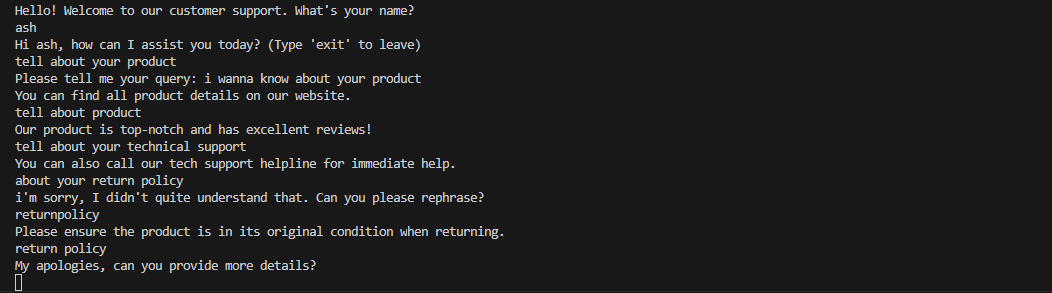 Hello! Welcome to our customer support. What's your name?
ash
Hi ash, how can I assist you today? (Type 'exit' to leave)
tell about your product
Please tell me your query: i wanna know about your product
You can find all product details on our website.
tell about product
Our product is top-notch and has excellent reviews!
tell about your technical support
You can also call our tech support helpline for immediate help.
about your return policy
i'm sorry, I didn't quite understand that. Can you please rephrase?
returnpolicy
Please ensure the product is in its original condition when returning.
return policy
My apologies, can you provide more details?